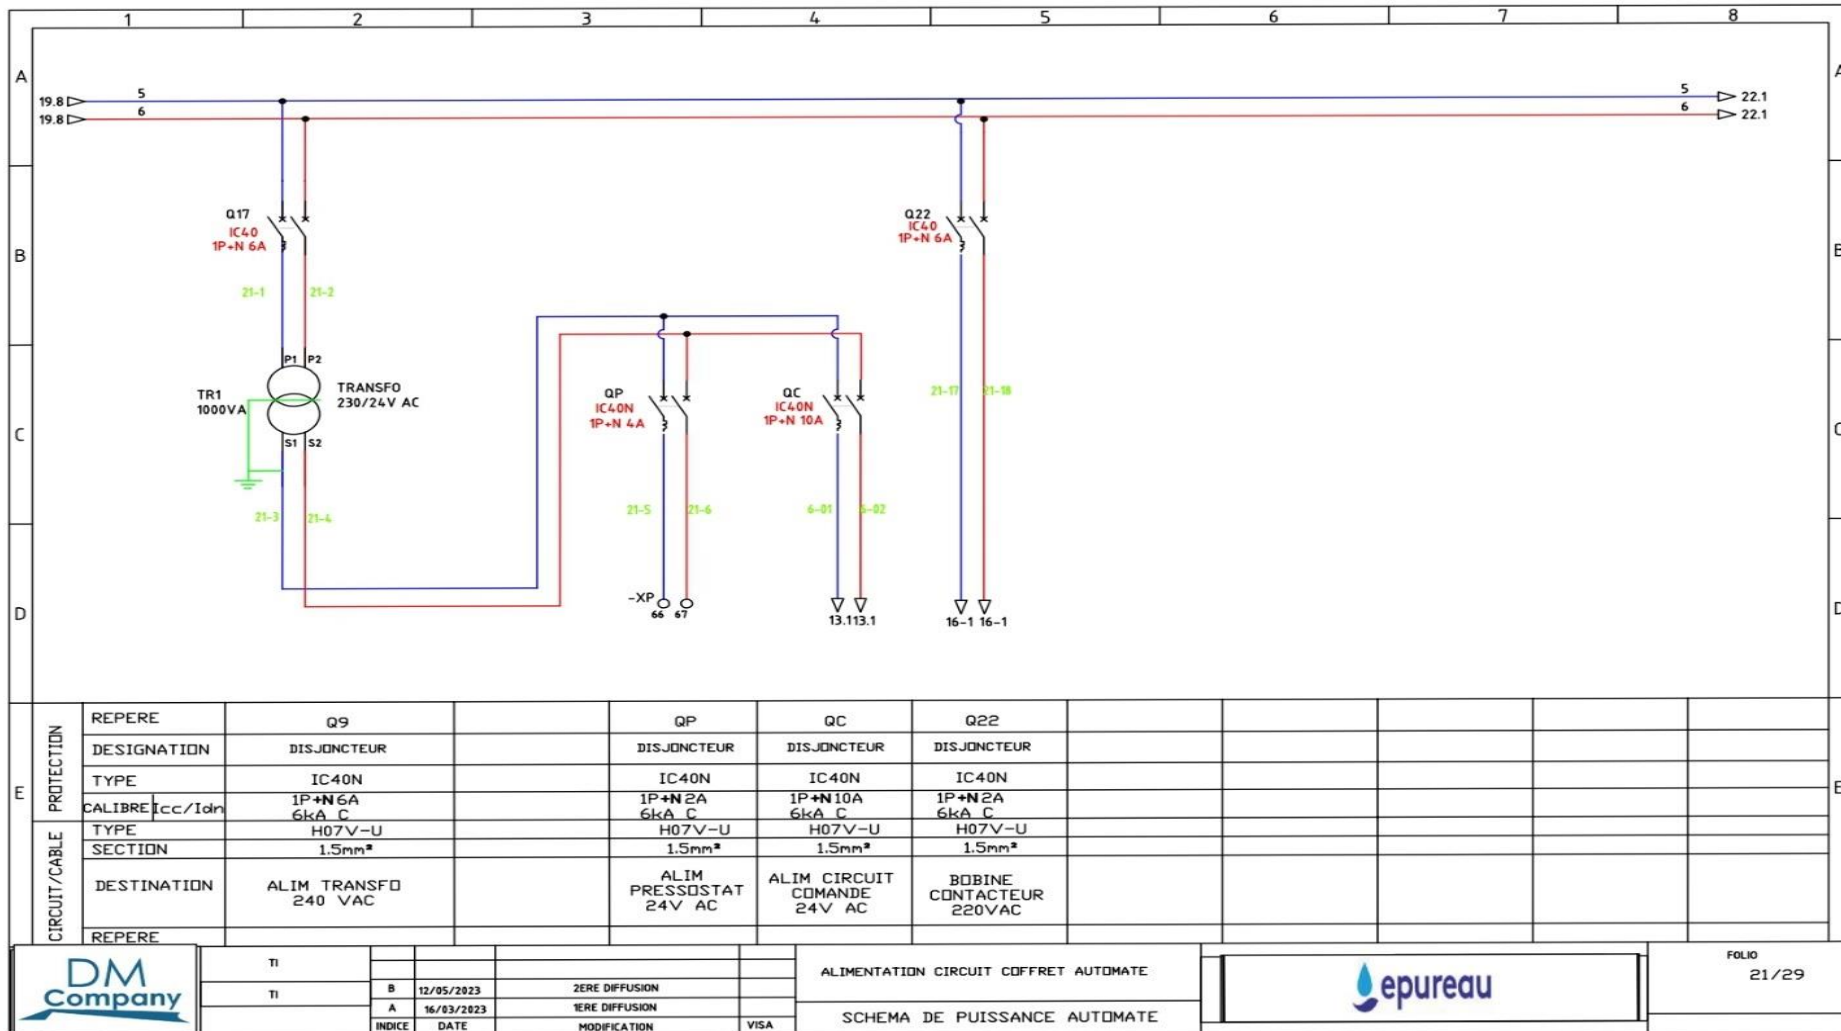 1 2 3 4 5 6 7 8
A A
19.8 5 5 22.1
19.8 6 6 22.1
Q17
IC40
1P+N 6A
Q22
IC40
1P+N 6A
B B
21-1 21-2
P1 P2
TR1
1000VA
TRANSFO
230/24V AC
S1 S2
QP
IC40N
1P+N 4A
QC
IC40N
1P+N 10A
21-17 21-18
C C
21-3 21-4
21-5 21-6
6-01 6-02
-XP
66 67
13.1 13.1
16-1 16-1
D D
E E
PROTECTION
REPERE Q9 QP QC Q22
DESIGNATION DISJONCTEUR DISJONCTEUR DISJONCTEUR DISJONCTEUR
TYPE IC40N IC40N IC40N IC40N
CALIBRE Icc/Idn 1P+N 6A 1P+N 2A 1P+N 10A 1P+N 2A
6kA C 6kA C 6kA C 6kA C
CIRCUIT/CABLE
TYPE H07V-U H07V-U H07V-U H07V-U
SECTION 1.5mm² 1.5mm² 1.5mm² 1.5mm²
DESTINATION
ALIM TRANSFO
240 VAC
ALIM
PRESSOSTAT
24V AC
ALIM CIRCUIT
COMANDE
24V AC
BOBINE
CONTACTEUR
220VAC
REPERE
DM
Company
TI
TI
B 12/05/2023 2ERE DIFFUSION
A 16/03/2023 1ERE DIFFUSION
INDICE DATE MODIFICATION VISA
ALIMENTATION CIRCUIT COFFRET AUTOMATE
SCHEMA DE PUISSANCE AUTOMATE
epureau
FOLIO
21/29